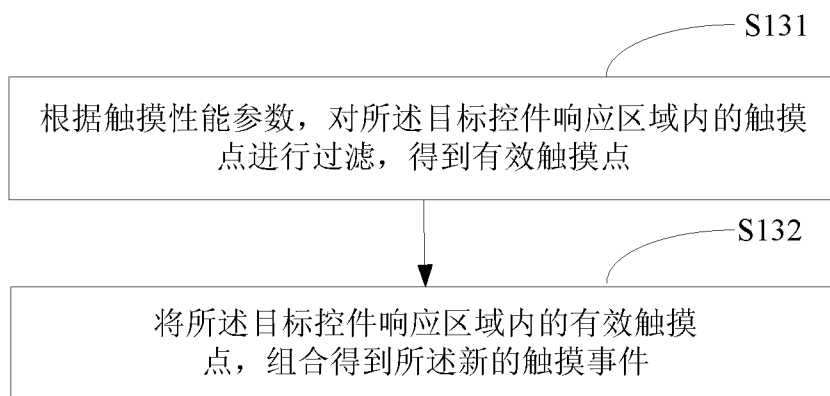 S131
根据触摸性能参数，对所述目标控件响应区域内的触摸
点进行过滤，得到有效触摸点
S132
将所述目标控件响应区域内的有效触摸
点，组合得到所述新的触摸事件